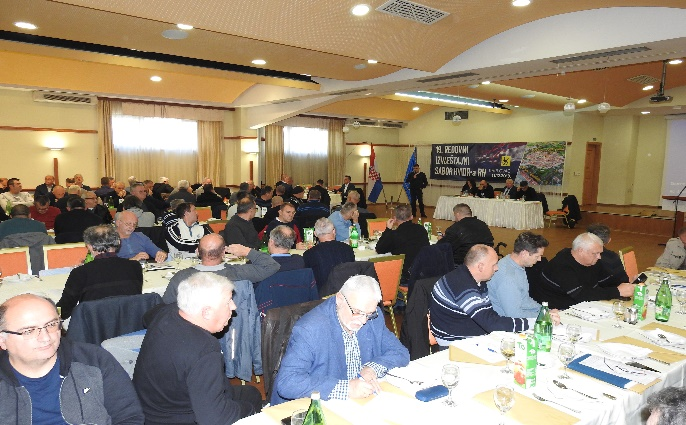 19. REDOVNI
IZVJEŠTAJNI
SABOR HVIDR-a RH